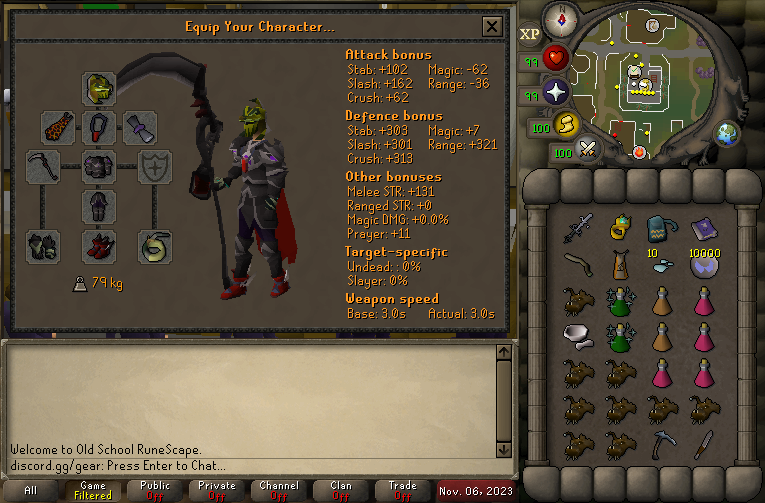 Equip Your Character...
Attack bonus
Stab: +102 Magic: -62
Slash: +162 Range: -36
Crush: +62
Defence bonus
Stab: +303 Magic: +7
Slash: +301 Range: +321
Crush: +313
Other bonuses
Melee STR: +131
Ranged STR: +0
Magic DMG: +0.0%
Prayer: +11
Target-specific
Undead: : 0%
Slayer: 0%
Weapon speed
Base: 3.0s Actual: 3.0s
79 kg
XP
99
99
100
100
10
10000
Welcome to Old School RuneScape.
discord.gg/gear: Press Enter to Chat...
All
Game
Filtered
Public
Off
Private
Off
Channel
Off
Clan
Off
Trade
Off
Nov. 06, 2023